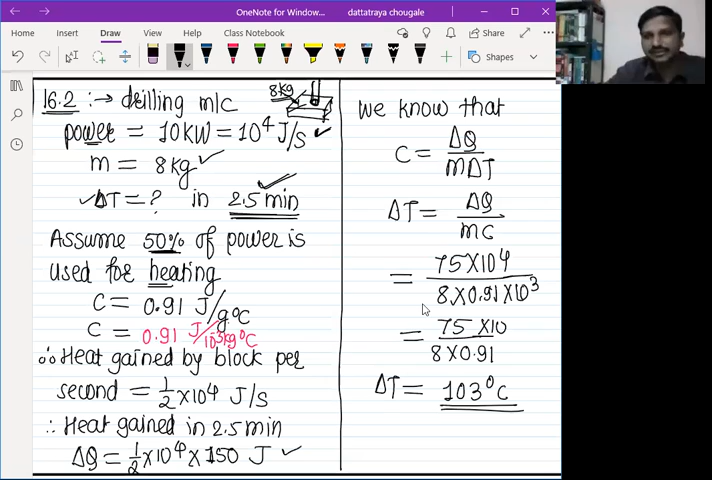 OneNote for Window...
dattatraya chougale
Home Insert Draw View Help Class Notebook
Share
Shapes
16.2 :→ drilling m/c
8kg
power = 10KW = 10⁴ J/s ✓
m = 8kg ✓
✓ΔT = ? in 2.5 min ✓
Assume 50% of power is
used for heating
C = 0.91 J/g°C
C = 0.91 J/10⁻³kg°C
∴ Heat gained by block per
second = 1/2 × 10⁴ J/s
∴ Heat gained in 2.5 min
ΔQ = 1/2 × 10⁴ × 150 J ✓
We know that
C = ΔQ/MΔT
ΔT = ΔQ/mc
= 75×10⁴/8×0.91×10³
= 75×10/8×0.91
ΔT = 103°C